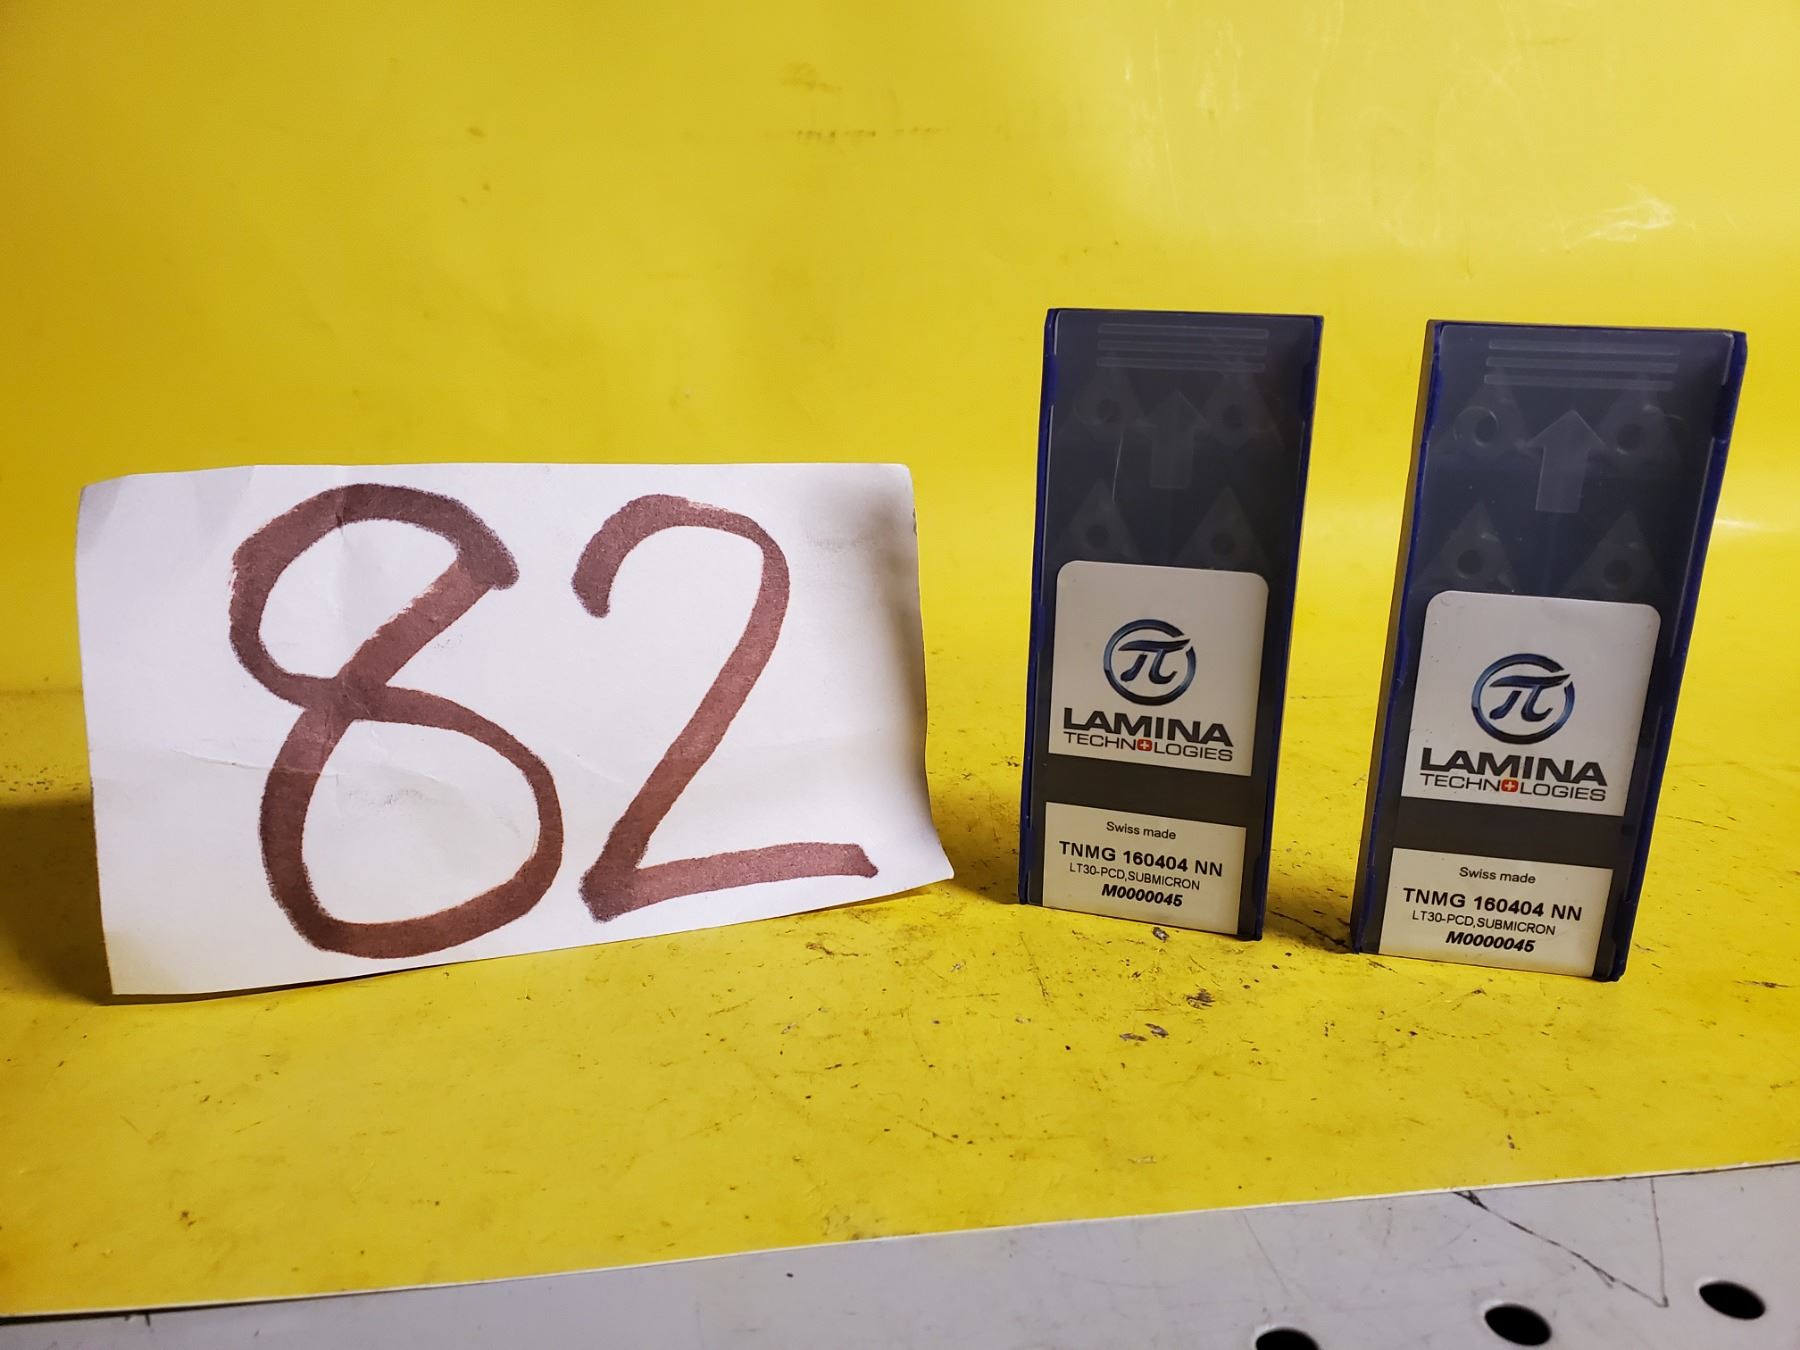 82
π
LAMINA
TECHNOLOGIES
Swiss made
TNMG 160404 NN
LT30-PCD,SUBMICRON
M0000045
π
LAMINA
TECHNOLOGIES
Swiss made
TNMG 160404 NN
LT30-PCD,SUBMICRON
M0000045